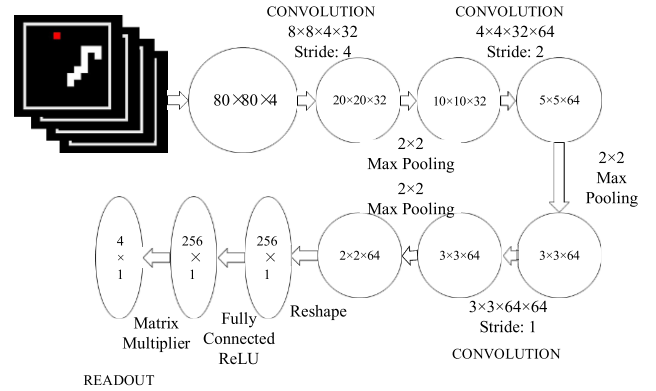 CONVOLUTION
8×8×4×32
Stride: 4
CONVOLUTION
4×4×32×64
Stride: 2
80×80×4
20×20×32
10×10×32
5×5×64
2×2
Max Pooling
2×2
Max
Pooling
2×2
Max Pooling
4
×
1
256
×
1
256
×
1
2×2×64
3×3×64
3×3×64
Matrix
Multiplier
Fully
Connected
ReLU
Reshape
3×3×64×64
Stride: 1
CONVOLUTION
READOUT